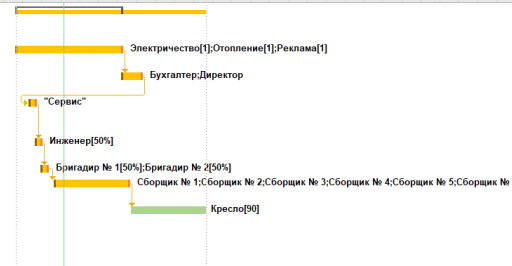 Электричество[1];Отопление[1];Реклама[1]
Бухгалтер;Директор
"Сервис"
Инженер[50%]
Бригадир № 1[50%];Бригадир № 2[50%]
Сборщик № 1;Сборщик № 2;Сборщик № 3;Сборщик № 4;Сборщик № 5;Сборщик №
Кресло[90]